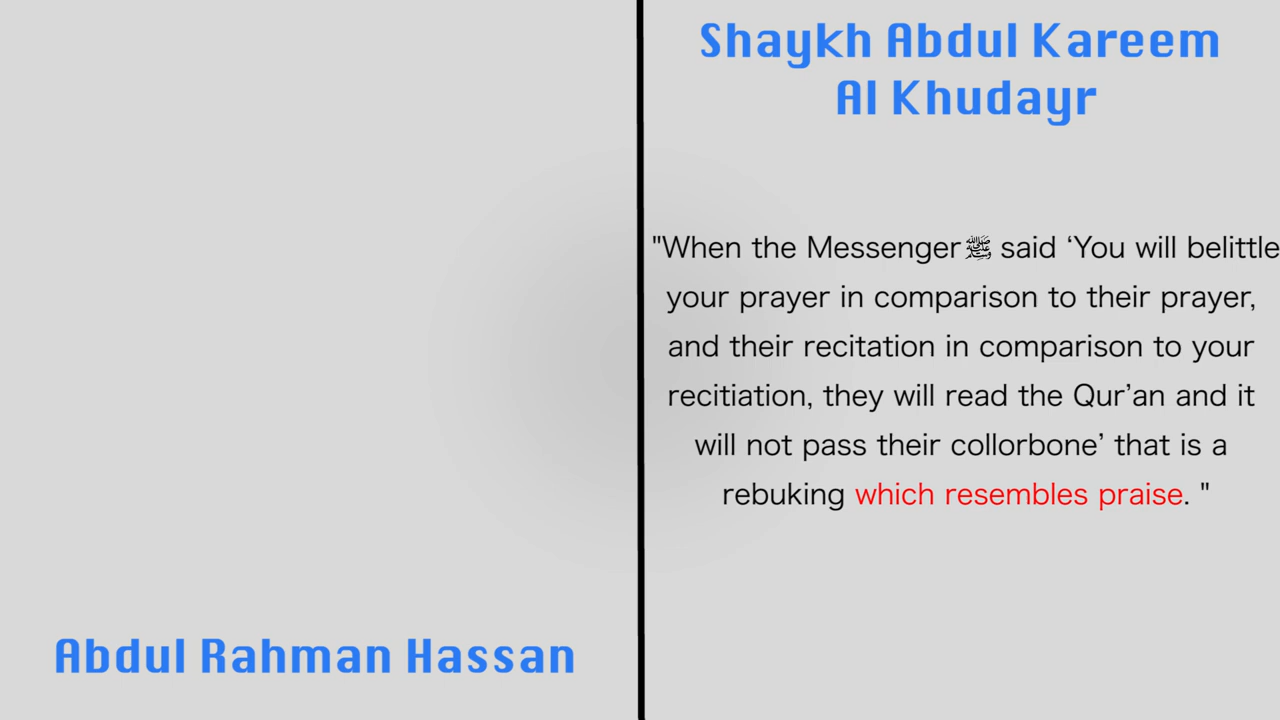 Shaykh Abdul Kareem
Al Khudayr
"When the Messengerﷺ said ‘You will belittle
your prayer in comparison to their prayer,
and their recitation in comparison to your
recitiation, they will read the Qur’an and it
will not pass their collorbone’ that is a
rebuking which resembles praise. "
Abdul Rahman Hassan